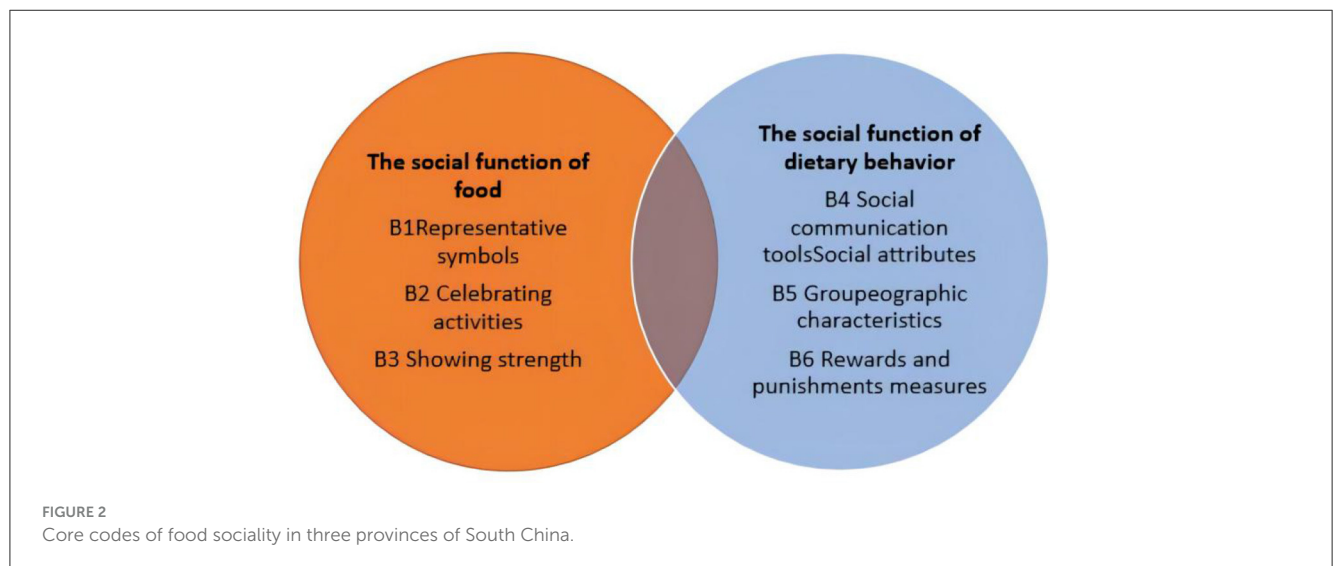 The social function of
food
B1Representative
symbols
B2 Celebrating
activities
B3 Showing strength
The social function of
dietary behavior
B4 Social
communication
toolsSocial attributes
B5 Groupeographic
characteristics
B6 Rewards and
punishments measures
FIGURE 2
Core codes of food sociality in three provinces of South China.